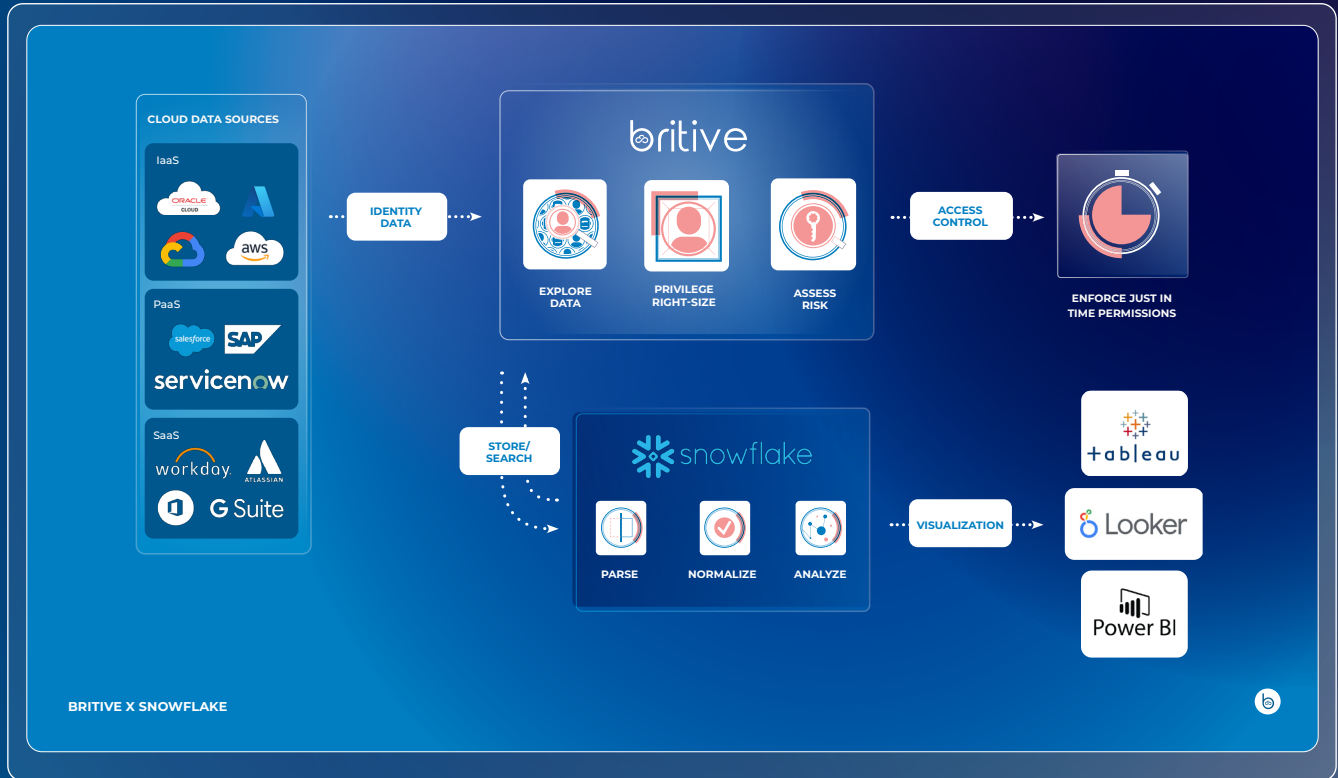 CLOUD DATA SOURCES
IaaS
ORACLE
CLOUD
aws
PaaS
salesforce
SAP
servicenow
SaaS
workday.
ATLASSIAN
G Suite
IDENTITY
DATA
britive
EXPLORE
DATA
PRIVILEGE
RIGHT-SIZE
ASSESS
RISK
ACCESS
CONTROL
ENFORCE JUST IN
TIME PERMISSIONS
STORE/
SEARCH
snowflake
PARSE
NORMALIZE
ANALYZE
VISUALIZATION
+ableau
Looker
Power BI
BRITIVE X SNOWFLAKE
b